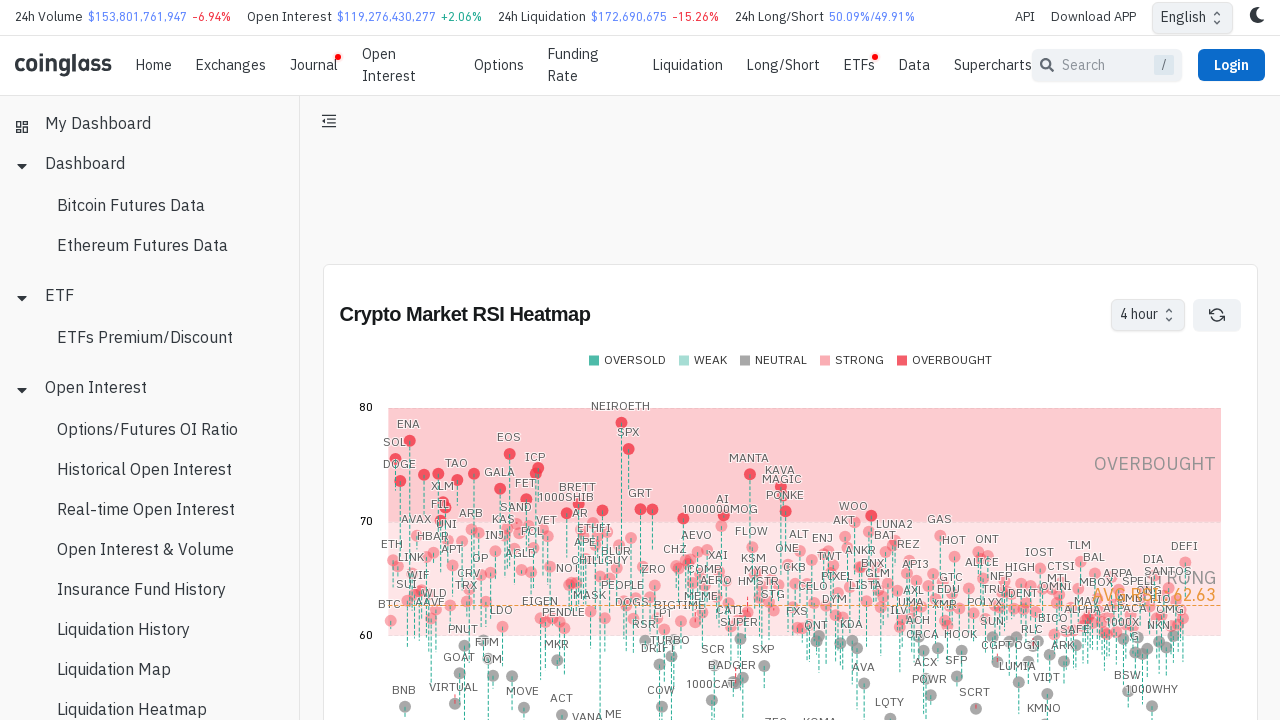 24h Volume $153,801,761,947 -6.94% Open Interest $119,276,430,277 +2.06% 24h Liquidation $172,690,675 -15.26% 24h Long/Short 50.09%/49.91% API Download APP English
coinglass Home Exchanges Journal Open Interest Options Funding Rate Liquidation Long/Short ETFs Data Supercharts Search / Login
My Dashboard
Dashboard
Bitcoin Futures Data
Ethereum Futures Data
ETF
ETFs Premium/Discount
Open Interest
Options/Futures OI Ratio
Historical Open Interest
Real-time Open Interest
Open Interest & Volume
Insurance Fund History
Liquidation History
Liquidation Map
Liquidation Heatmap
Crypto Market RSI Heatmap
4 hour
OVERSOLD WEAK NEUTRAL STRONG OVERBOUGHT
80
NEIROETH
ENA
SPX
SOL
EOS
DOGE
TAO
ICP
GALA
MANTA
KAVA
MAGIC
OVERBOUGHT
XLM
FET
BRETT
1000SHIB
GRT
AI
PONKE
FIL
SAND
1000000MOG
WOO
70
AVAX
UNI
ARB
KAS
VET
AR
ETHFI
AKT
LUNA2
GAS
HBAR
INJ
POL
AEVO
FLOW
ALT
ENJ
BAT
HOT
ONT
ETH
LINK
APT
OP
AGLD
APE
BLUR
CHZ
XAI
ONE
TWT
ANKR
REZ
IOST
TLM
DEFI
CHILLGUY
KSM
CKB
BNX
API3
ALICE
HIGH
CTSI
BAL
DIA
WIF
CRV
NOT
ZRO
COMP
MYRO
PIXEL
GLM
GTC
NFP
MTL
ARPA
SANTOS
SUI
TRX
PEOPLE
AERO
HMSTR
CELO
LISTA
AXL
EDU
TRU
OMNI
MBOX
SPELL
WLD
MASK
MEME
STG
DYM
UMA
XMR
POLYX
DENT
BTC
AAVE
LDO
EIGEN
PENDLE
DOGS
BIGTIME
LPT
CATI
FXS
ILV
ACH
MAV
ALPHA
ALPACA
OMG
60
PNUT
RSR
SUPER
QNT
KDA
ORCA
HOOK
SUN
BICO
RLC
SAFE
1000X
NKN
GOAT
FTM
OM
MKR
DRIFT
TURBO
SCR
SXP
ACX
SFP
CGPT
OGN
ARK
VIRTUAL
BADGER
AVA
POWR
LUMIA
VIDT
BSW
BNB
MOVE
ACT
COW
1000CAT
LQTY
SCRT
KMNO
1000WHY
VANA
ME